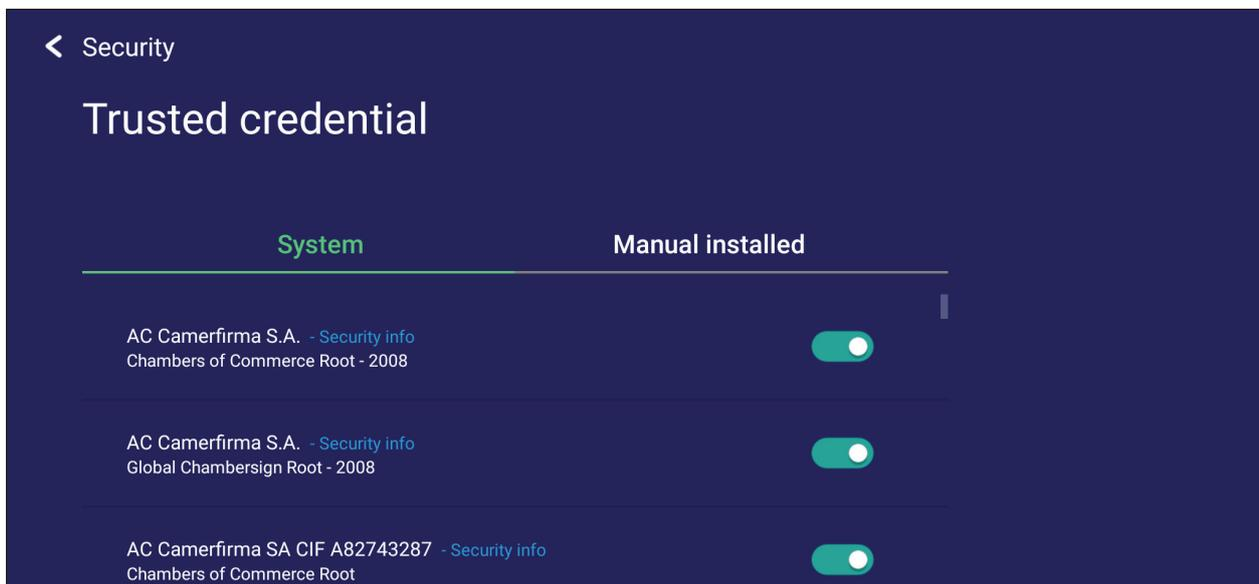 Security
Trusted credential
System Manual installed
AC Camerfirma S.A. - Security info
Chambers of Commerce Root - 2008
AC Camerfirma S.A. - Security info
Global Chambersign Root - 2008
AC Camerfirma SA CIF A82743287 - Security info
Chambers of Commerce Root